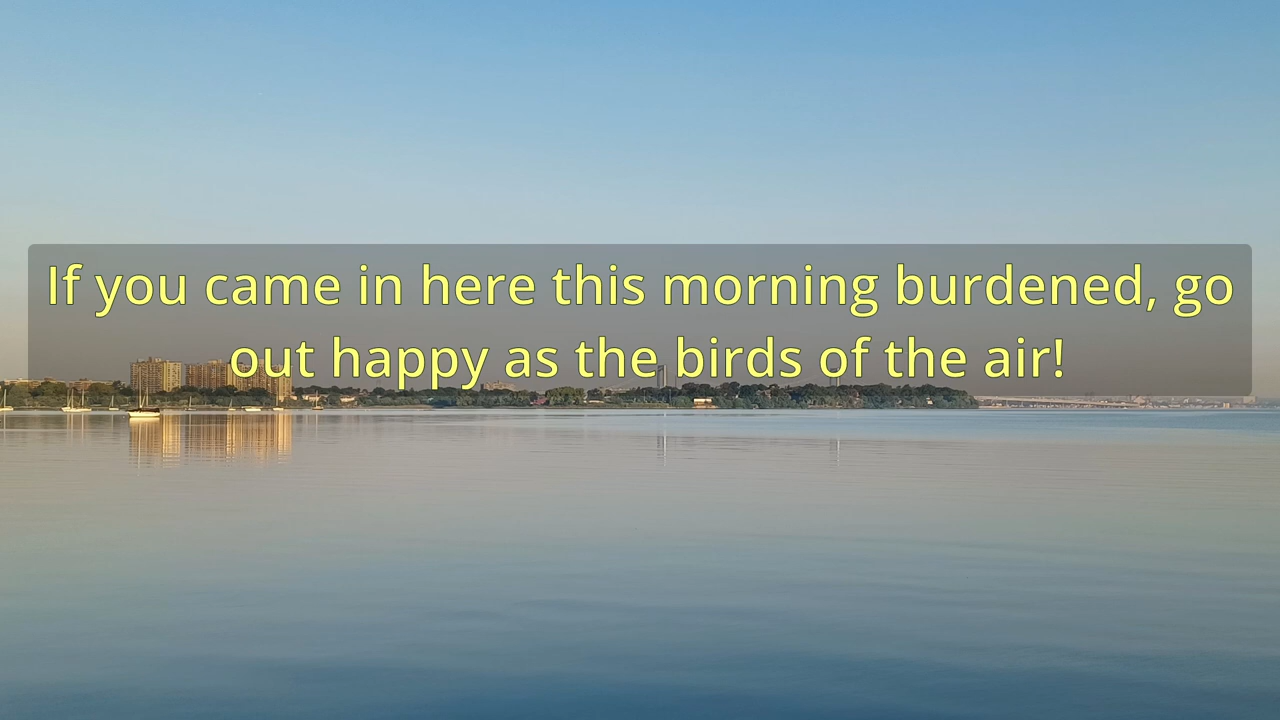 If you came in here this morning burdened, go
out happy as the birds of the air!